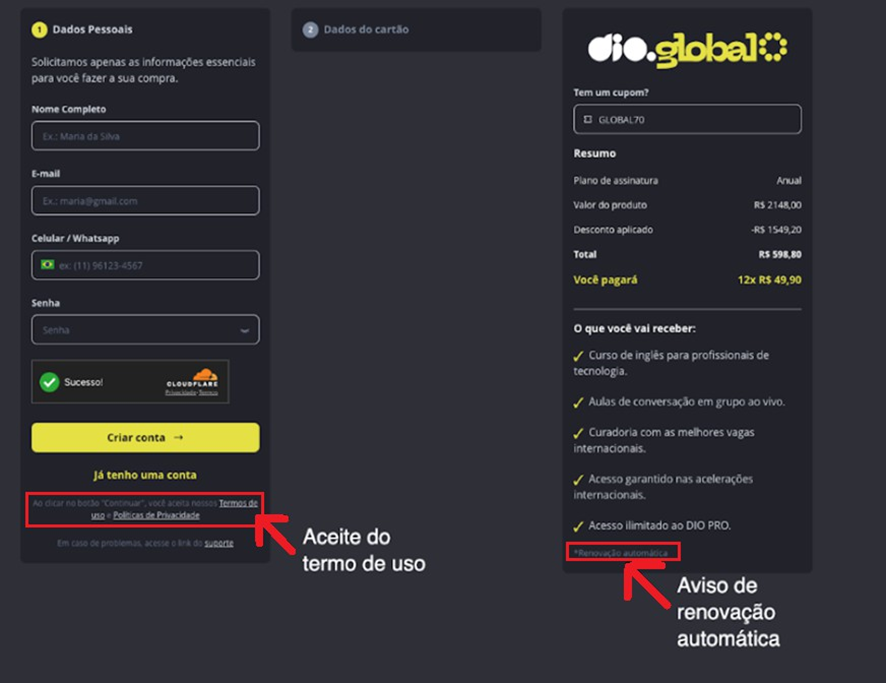 1 Dados Pessoais
Solicitamos apenas as informações essenciais
para você fazer a sua compra.
Nome Completo
Ex.: Maria da Silva
E-mail
Ex.: maria@gmail.com
Celular / Whatsapp
ex: (11) 96123-4567
Senha
Senha
Sucesso!
CLOUDFLARE
Privacidade • Termos
Criar conta →
Já tenho uma conta
Ao clicar no botão "Continuar", você aceita nossos Termos de
uso e Políticas de Privacidade
Em caso de problemas, acesse o link do suporte
Aceite do
termo de uso
2 Dados do cartão
dio.global
Tem um cupom?
GLOBAL70
Resumo
Plano de assinatura Anual
Valor do produto R$ 2148,00
Desconto aplicado -R$ 1549,20
Total R$ 598,80
Você pagará 12x R$ 49,90
O que você vai receber:
✓ Curso de inglês para profissionais de
tecnologia.
✓ Aulas de conversação em grupo ao vivo.
✓ Curadoria com as melhores vagas
internacionais.
✓ Acesso garantido nas acelerações
internacionais.
✓ Acesso ilimitado ao DIO PRO.
*Renovação automática
Aviso de
renovação
automática